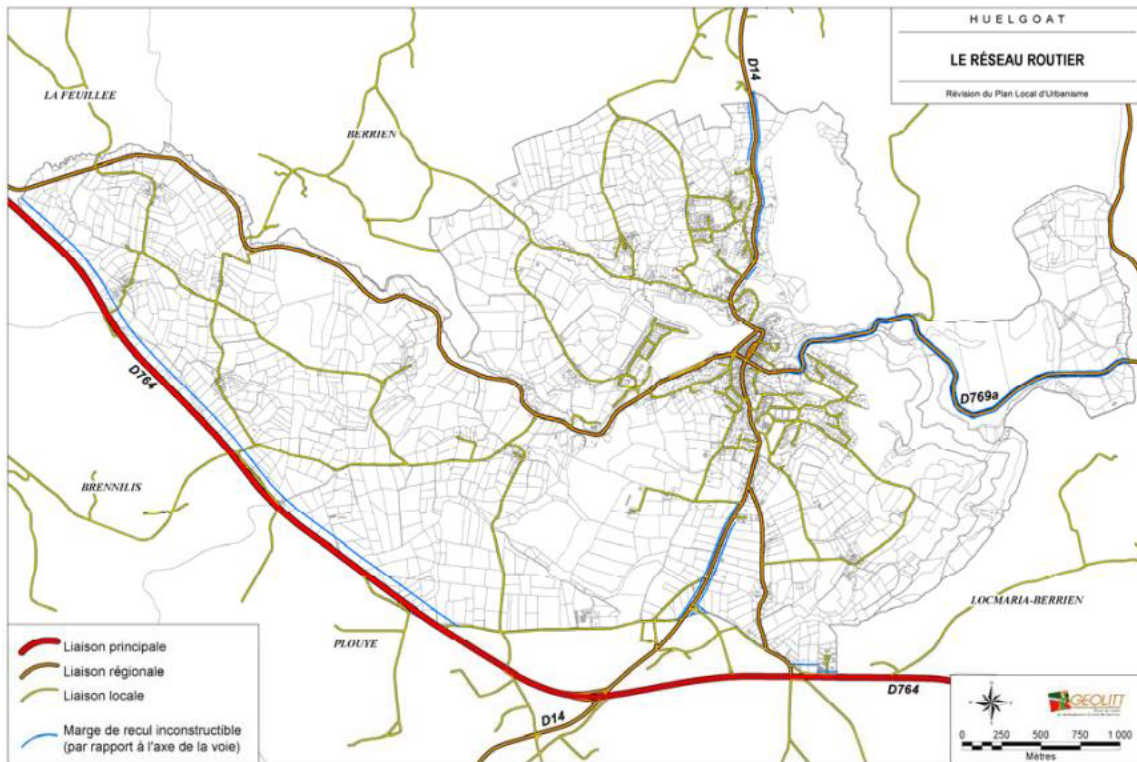 HUELGOAT
LE RÉSEAU ROUTIER
Révision du Plan Local d'Urbanisme
D14
LA FEUILLEE
BERRIEN
D764
D769a
BRENNILIS
LOCMARIA-BERRIEN
PLOUYE
D764
D14
Liaison principale
Liaison régionale
Liaison locale
Marge de recul inconstructible
(par rapport à l'axe de la voie)
GEOLITT
0 250 500 750 1 000
Mètres